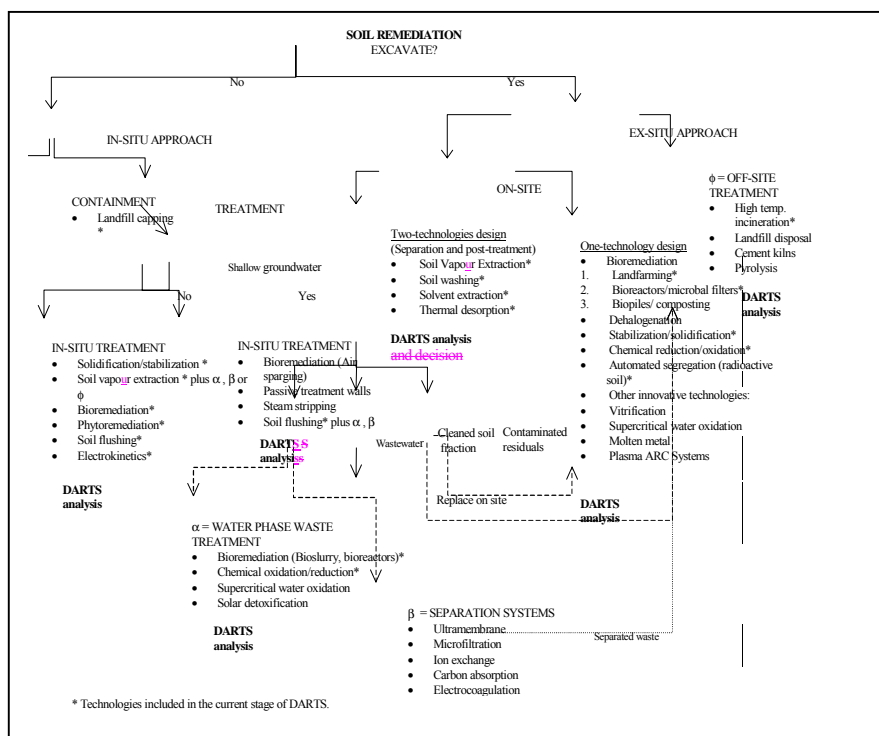 SOIL REMEDIATION
EXCAVATE?
No
Yes
IN-SITU APPROACH
EX-SITU APPROACH
CONTAINMENT
• Landfill capping
*
TREATMENT
ON-SITE
φ = OFF-SITE
TREATMENT
• High temp.
incineration*
• Landfill disposal
• Cement kilns
• Pyrolysis
DARTS
analysis
Two-technologies design
(Separation and post-treatment)
• Soil Vapour Extraction*
• Soil washing*
• Solvent extraction*
• Thermal desorption*
DARTS analysis
and decision
One-technology design
• Bioremediation
1. Landfarming*
2. Bioreactors/microbial filters*
3. Biopiles/ composting
• Dehalogenation
• Stabilization/solidification*
• Chemical reduction/oxidation*
• Automated segregation (radioactive
soil)*
• Other innovative technologies:
• Vitrification
• Supercritical water oxidation
• Molten metal
• Plasma ARC Systems
DARTS
analysis
Shallow groundwater
No
Yes
IN-SITU TREATMENT
• Solidification/stabilization *
• Soil vapour extraction * plus α , β or
φ
• Bioremediation*
• Phytoremediation*
• Soil flushing*
• Electrokinetics*
DARTS
analysis
IN-SITU TREATMENT
• Bioremediation (Air
sparging)
• Passive treatment walls
• Steam stripping
• Soil flushing* plus α , β
DARTS S
analysisss
Wastewater
Cleaned soil
fraction
Contaminated
residuals
Replace on site
α = WATER PHASE WASTE
TREATMENT
• Bioremediation (Bioslurry, bioreactors)*
• Chemical oxidation/reduction*
• Supercritical water oxidation
• Solar detoxification
DARTS
analysis
β = SEPARATION SYSTEMS
• Ultramembrane
• Microfiltration
• Ion exchange
• Carbon absorption
• Electrocoagulation
Separated waste
* Technologies included in the current stage of DARTS.